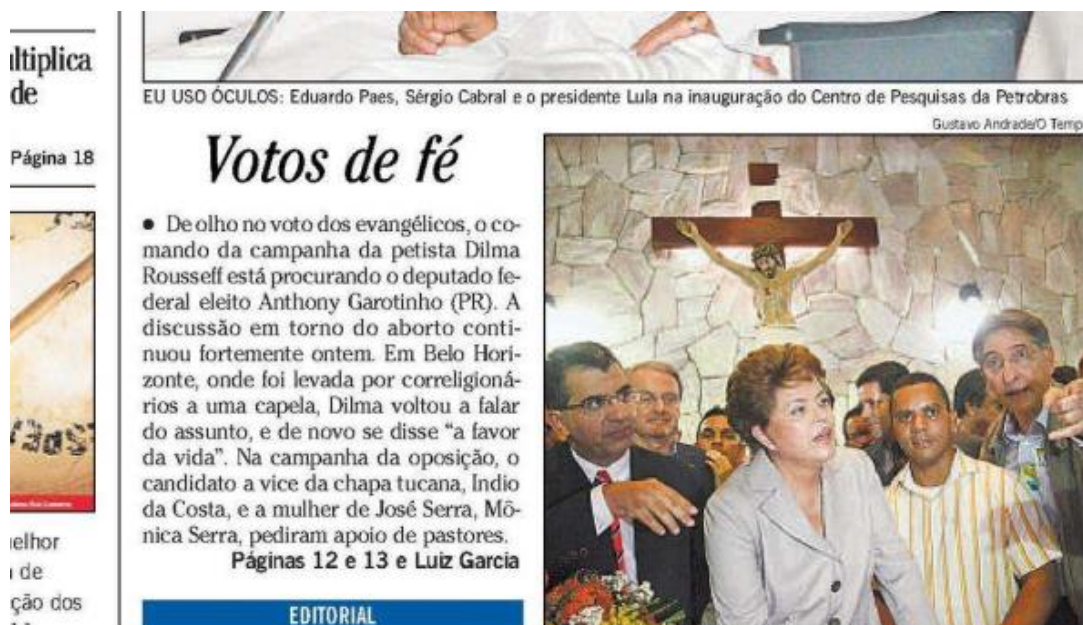 ultiplica
de
Página 18
EU USO ÓCULOS: Eduardo Paes, Sérgio Cabral e o presidente Lula na inauguração do Centro de Pesquisas da Petrobras
Gustavo Andrade/O Temp
Votos de fé
● De olho no voto dos evangélicos, o co-
mando da campanha da petista Dilma
Rousseff está procurando o deputado fe-
deral eleito Anthony Garotinho (PR). A
discussão em torno do aborto conti-
nuou fortemente ontem. Em Belo Hori-
zonte, onde foi levada por correligioná-
rios a uma capela, Dilma voltou a falar
do assunto, e de novo se disse “a favor
da vida”. Na campanha da oposição, o
candidato a vice da chapa tucana, Indio
da Costa, e a mulher de José Serra, Mô-
nica Serra, pediram apoio de pastores.
Páginas 12 e 13 e Luiz Garcia
EDITORIAL
elhor
de
ção dos